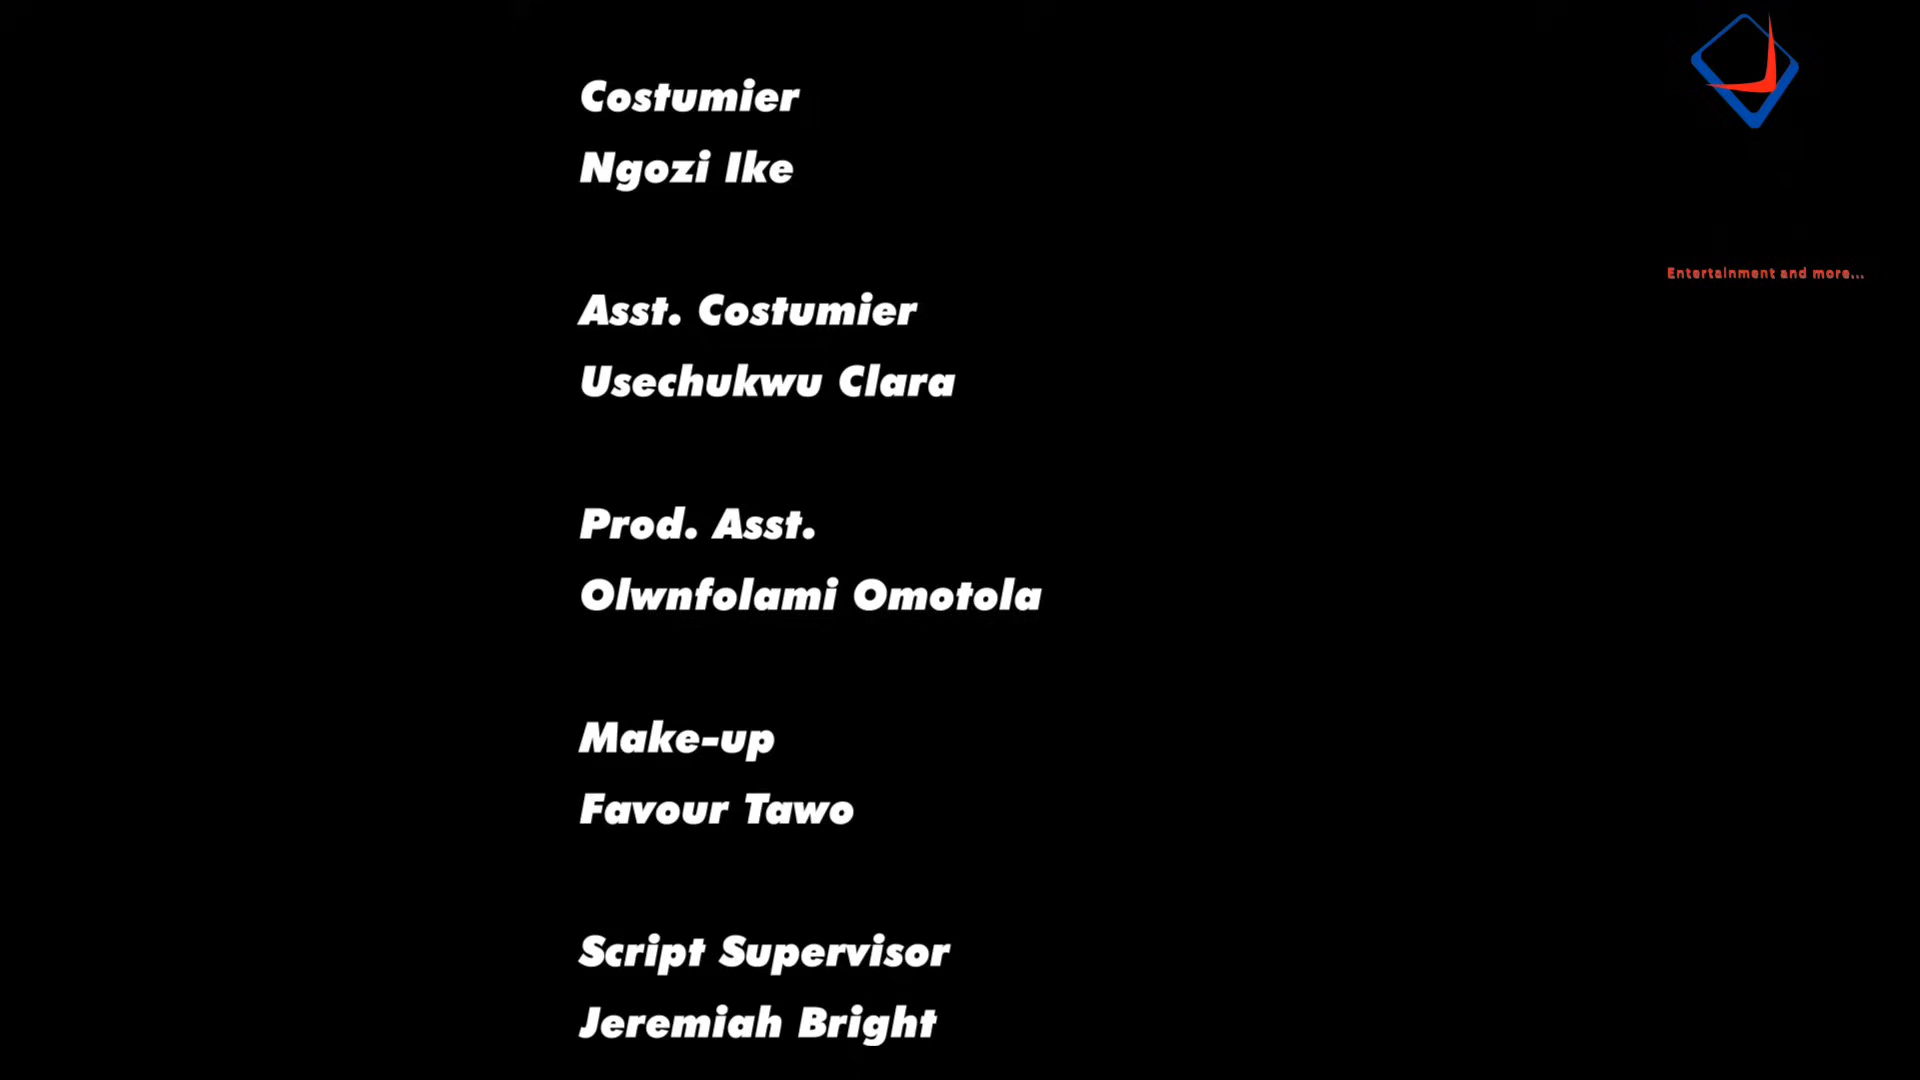 Costumier
Ngozi Ike
Asst. Costumier
Usechukwu Clara
Prod. Asst.
Olwnfolami Omotola
Make-up
Favour Tawo
Script Supervisor
Jeremiah Bright
Entertainment and more...